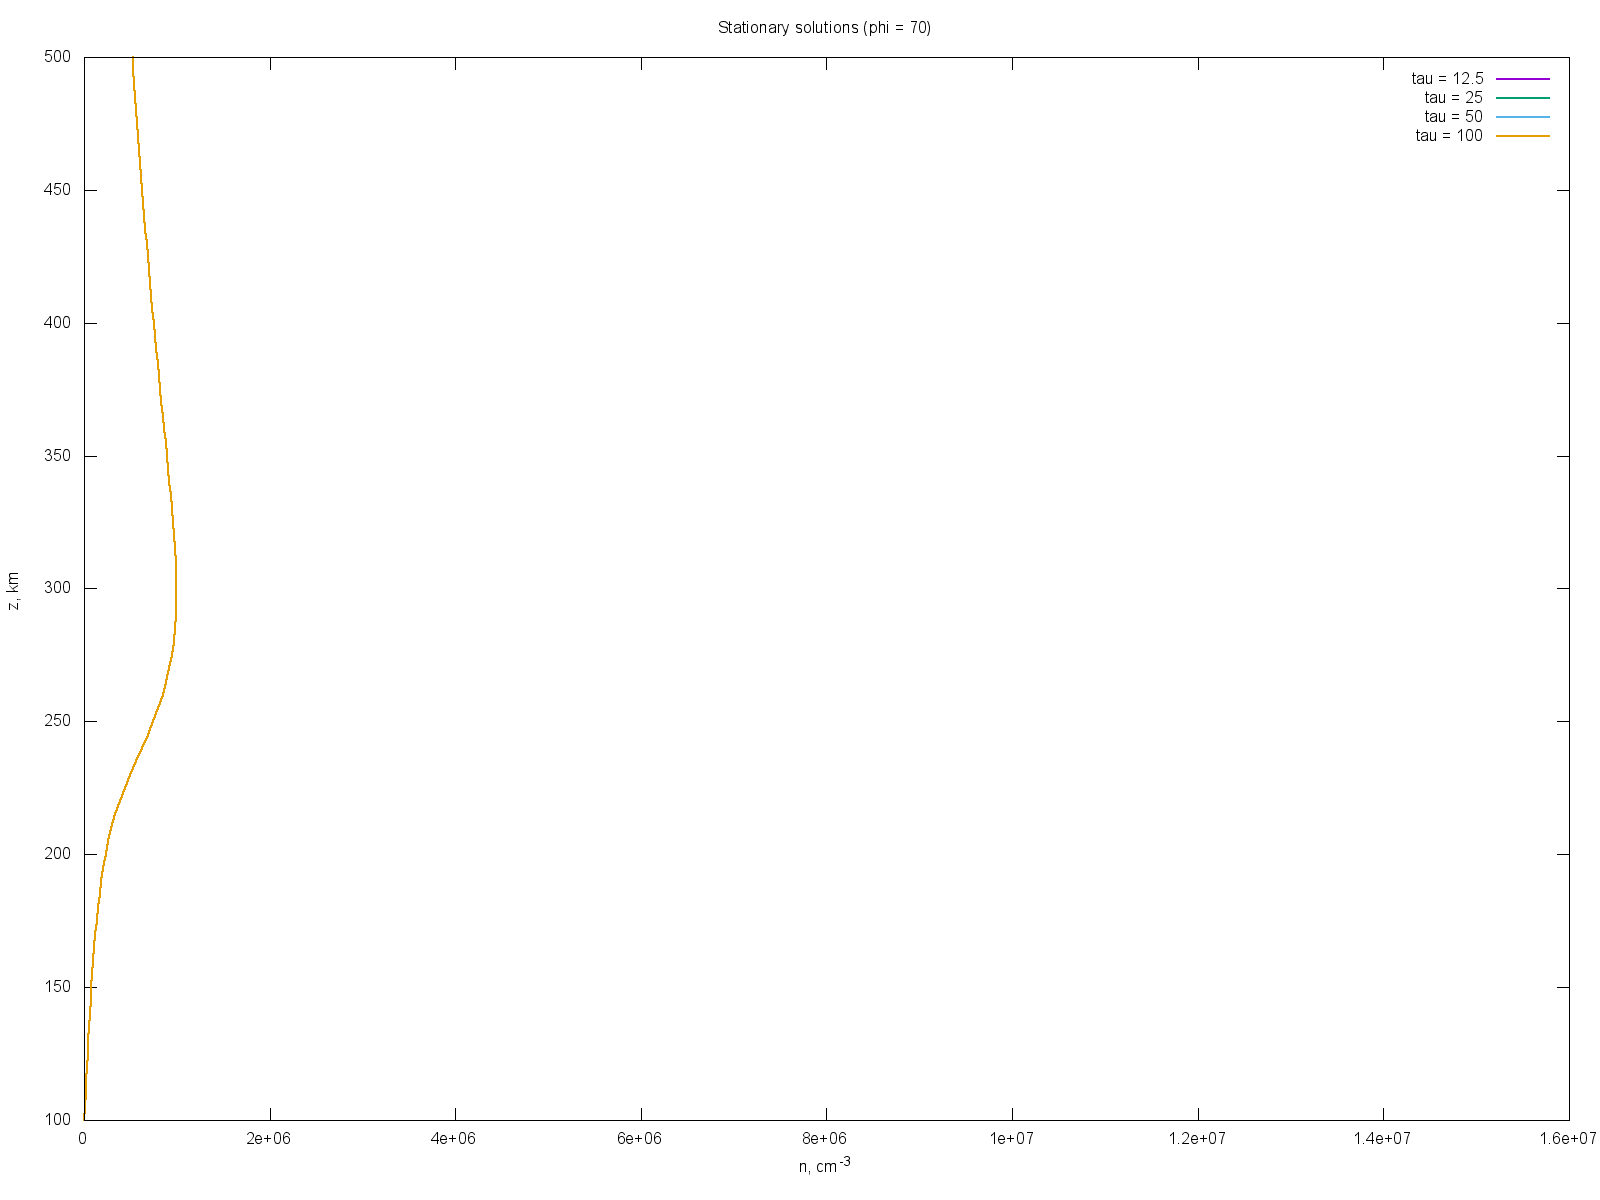 Stationary solutions (phi = 70)
500
450
400
350
300
250
200
150
100
z, km
tau = 12.5
tau = 25
tau = 50
tau = 100
0 2e+06 4e+06 6e+06 8e+06 1e+07 1.2e+07 1.4e+07 1.6e+07
n, cm-3